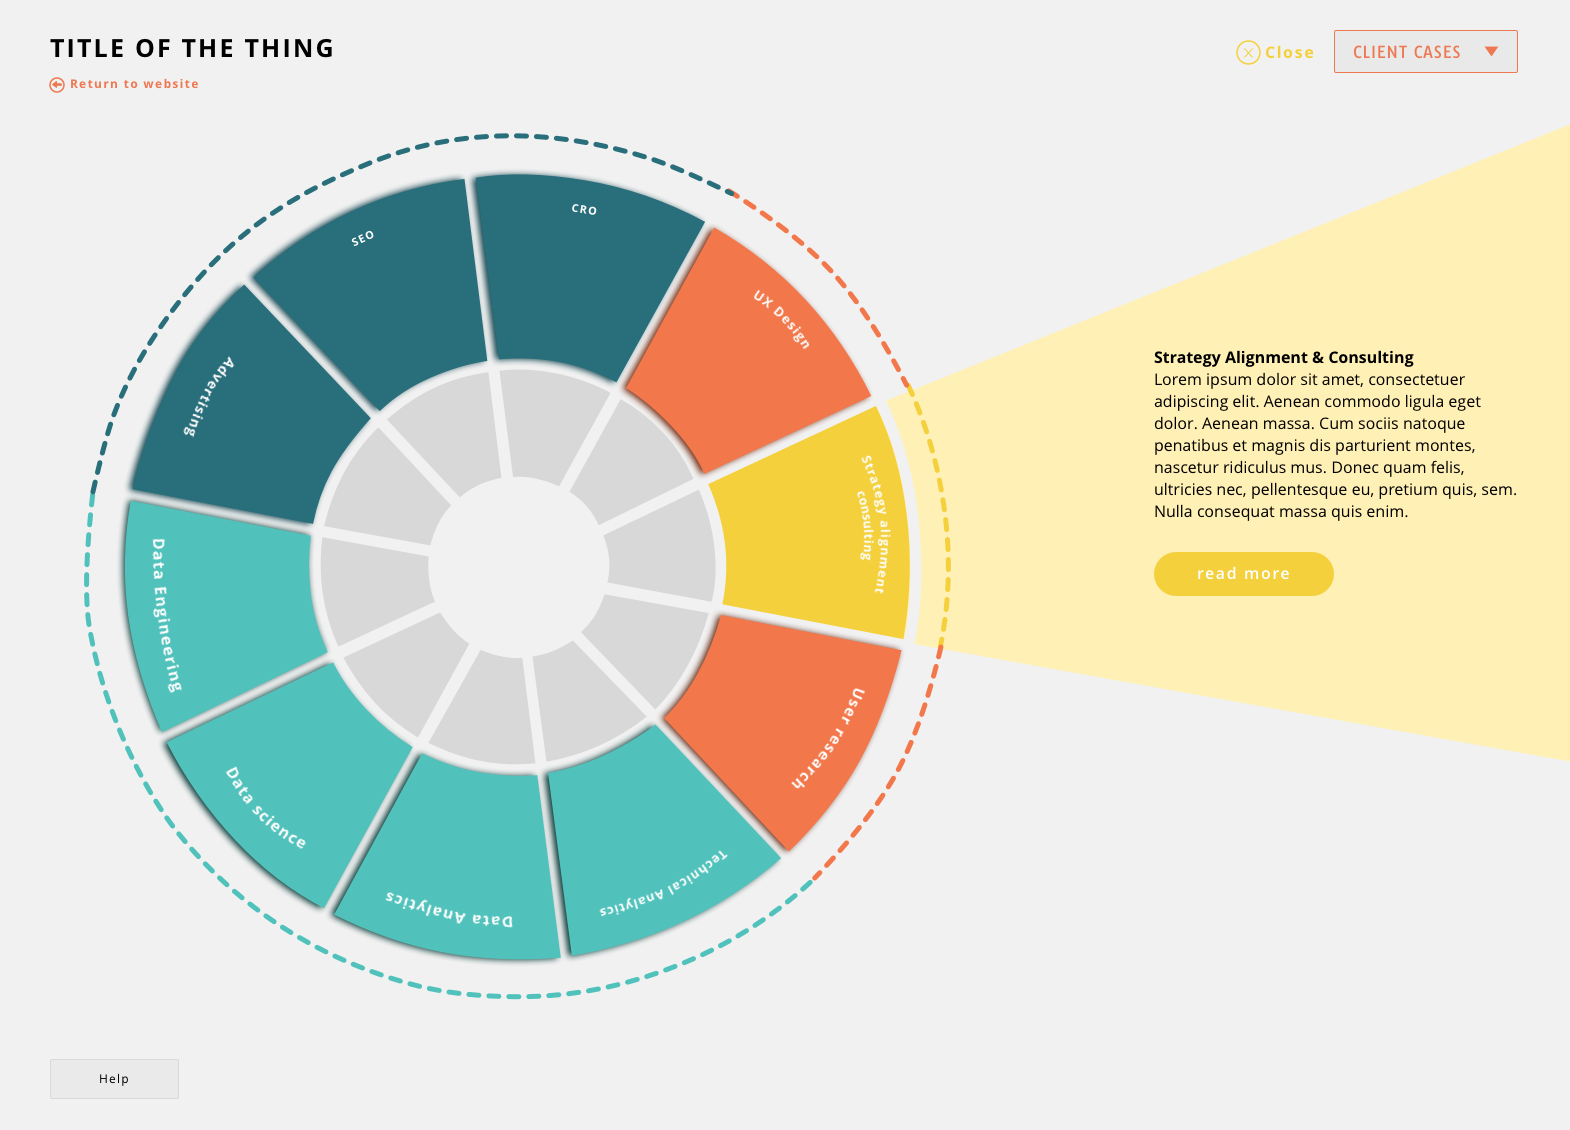 TITLE OF THE THING
Return to website
Close
CLIENT CASES
CRO
SEO
UX Design
Advertising
Strategy alignment
consulting
Data Engineering
User research
Data science
Technical Analytics
Data Analytics
Strategy Alignment & Consulting
Lorem ipsum dolor sit amet, consectetuer
adipiscing elit. Aenean commodo ligula eget
dolor. Aenean massa. Cum sociis natoque
penatibus et magnis dis parturient montes,
nascetur ridiculus mus. Donec quam felis,
ultricies nec, pellentesque eu, pretium quis, sem.
Nulla consequat massa quis enim.
read more
Help